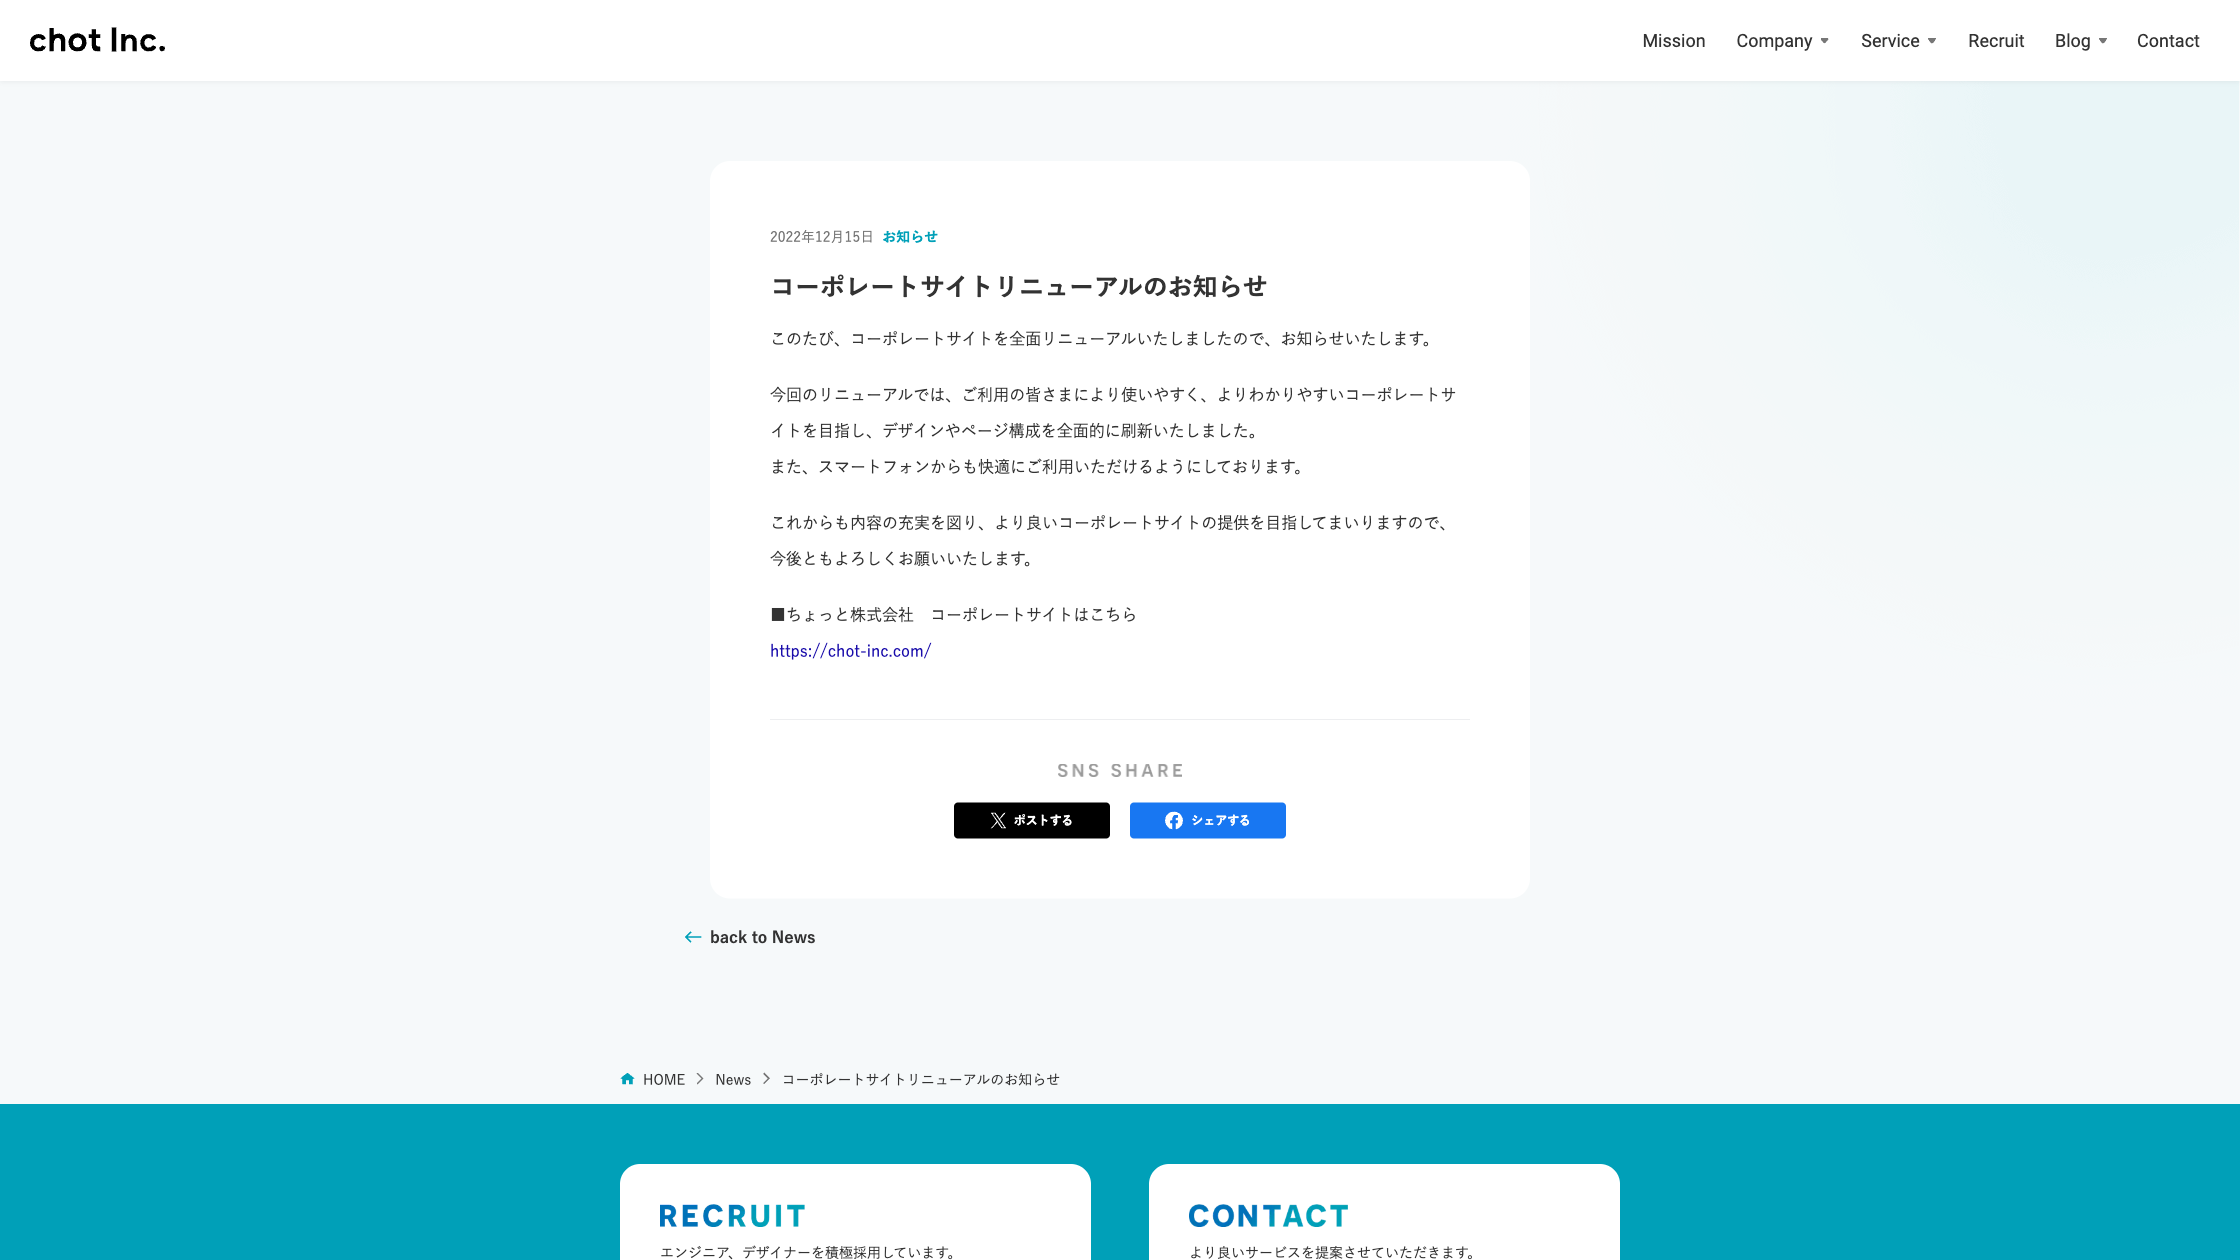 chot Inc.
Mission Company Service Recruit Blog Contact
2022年12月15日 お知らせ
コーポレートサイトリニューアルのお知らせ
このたび、コーポレートサイトを全面リニューアルいたしましたので、お知らせいたします。
今回のリニューアルでは、ご利用の皆さまにより使いやすく、よりわかりやすいコーポレートサ
イトを目指し、デザインやページ構成を全面的に刷新いたしました。
また、スマートフォンからも快適にご利用いただけるようにしております。
これからも内容の充実を図り、より良いコーポレートサイトの提供を目指してまいりますので、
今後ともよろしくお願いいたします。
■ちょっと株式会社　コーポレートサイトはこちら
https://chot-inc.com/
SNS SHARE
ポストする シェアする
back to News
HOME News コーポレートサイトリニューアルのお知らせ
RECRUIT
エンジニア、デザイナーを積極採用しています。
CONTACT
より良いサービスを提案させていただきます。